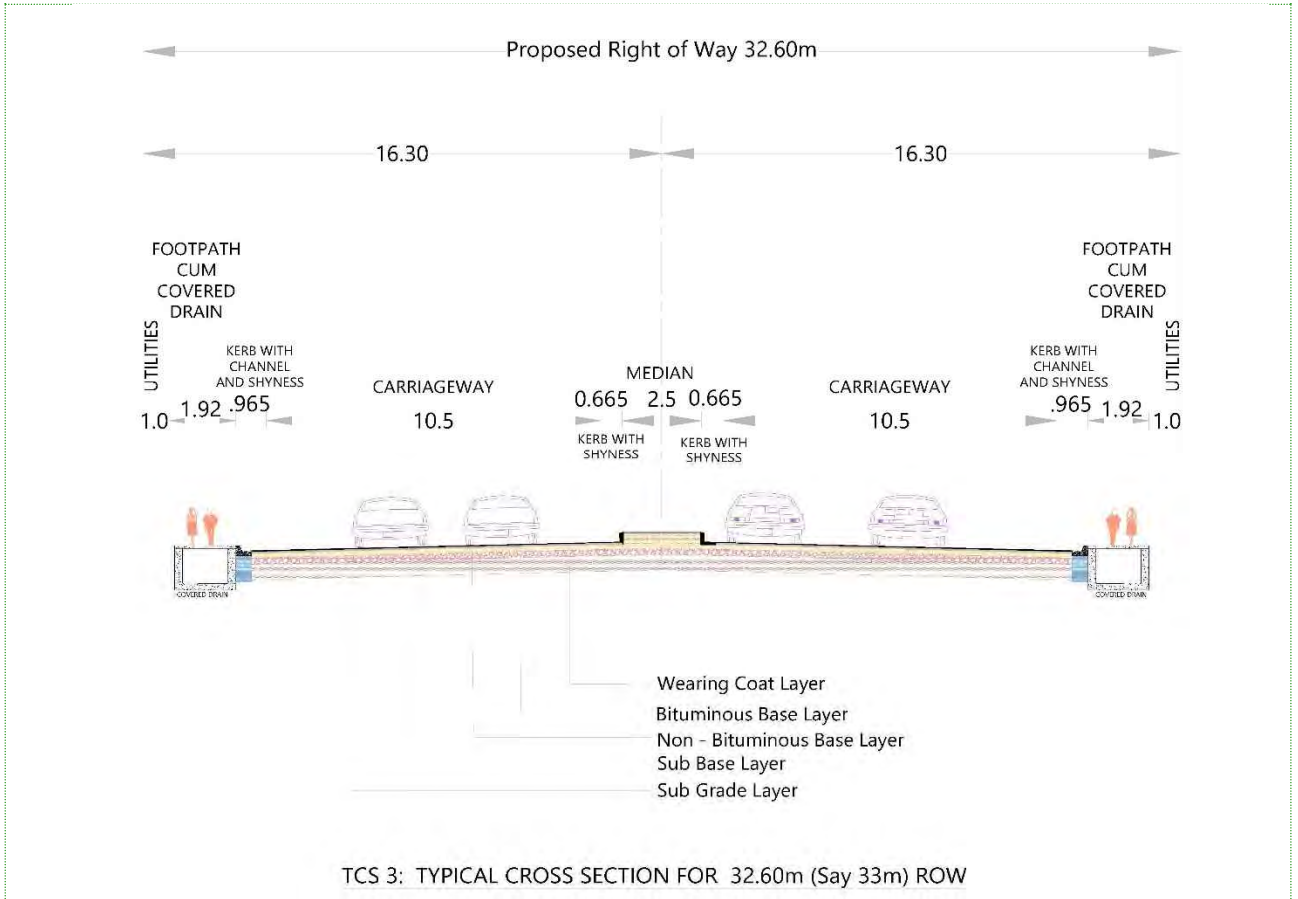 Proposed Right of Way 32.60m
16.30
16.30
FOOTPATH
CUM
COVERED
DRAIN
UTILITIES
KERB WITH
CHANNEL
AND SHYNESS
1.0
1.92
.965
CARRIAGEWAY
10.5
MEDIAN
0.665 2.5 0.665
KERB WITH
SHYNESS
KERB WITH
SHYNESS
CARRIAGEWAY
10.5
FOOTPATH
CUM
COVERED
DRAIN
KERB WITH
CHANNEL
AND SHYNESS
UTILITIES
.965
1.92
1.0
COVERED DRAIN
COVERED DRAIN
Wearing Coat Layer
Bituminous Base Layer
Non - Bituminous Base Layer
Sub Base Layer
Sub Grade Layer
TCS 3: TYPICAL CROSS SECTION FOR 32.60m (Say 33m) ROW